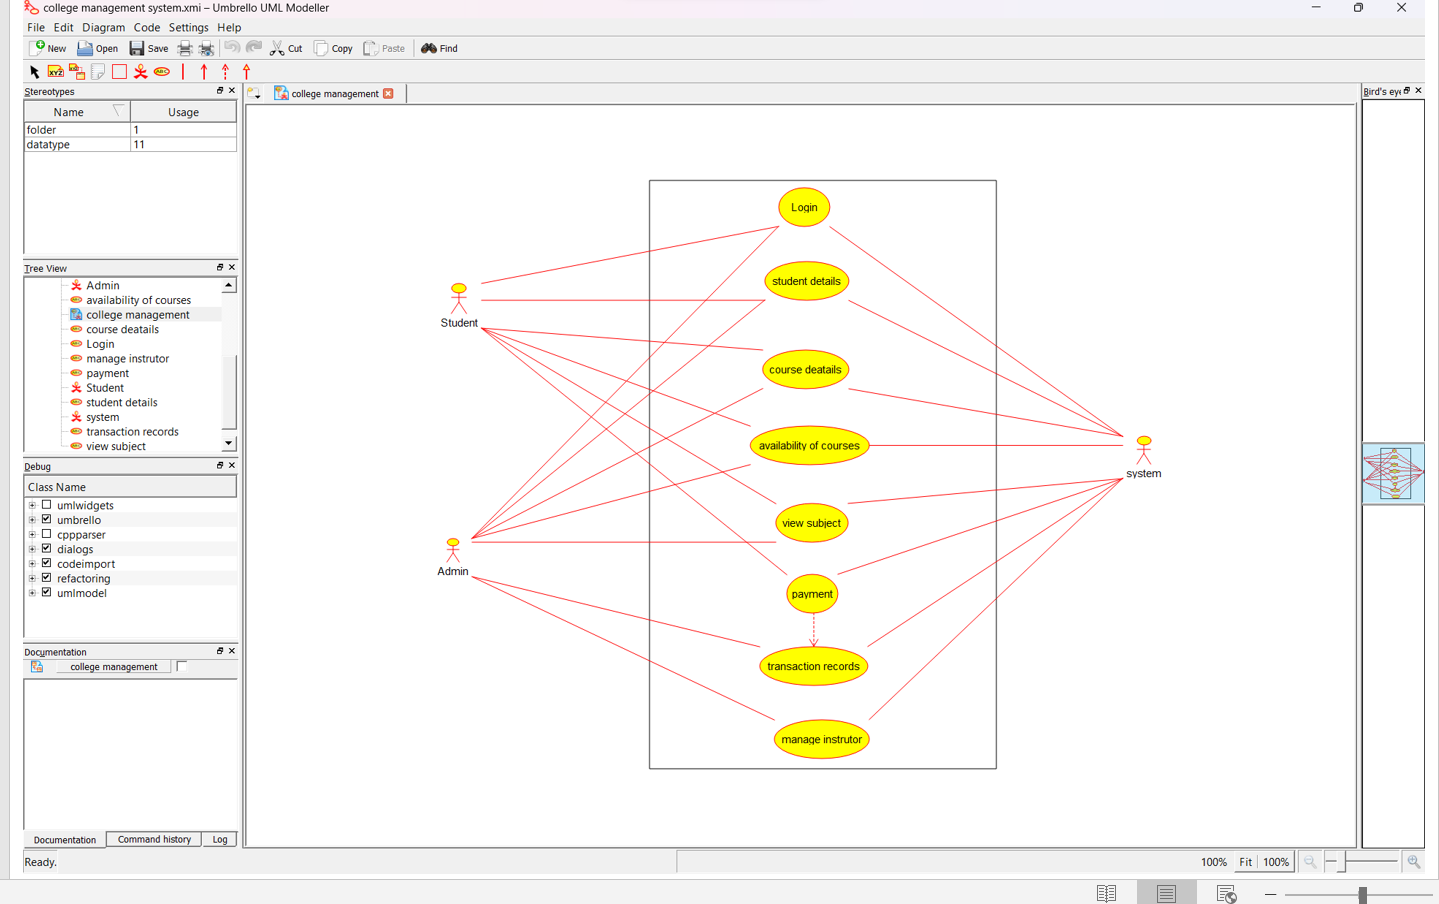 college management system.xmi – Umbrello UML Modeller
File Edit Diagram Code Settings Help
New Open Save Cut Copy Paste Find
XYZ ABC
Stereotypes
Name Usage
folder 1
datatype 11
Tree View
Admin
availability of courses
college management
course deatails
Login
manage instrutor
payment
Student
student details
system
transaction records
view subject
Debug
Class Name
umlwidgets
umbrello
cppparser
dialogs
codeimport
refactoring
umlmodel
Documentation
college management
Documentation Command history Log
Ready.
college management
Login
student details
Student
course deatails
availability of courses
system
view subject
Admin
payment
transaction records
manage instrutor
Bird's eye
100% Fit 100%